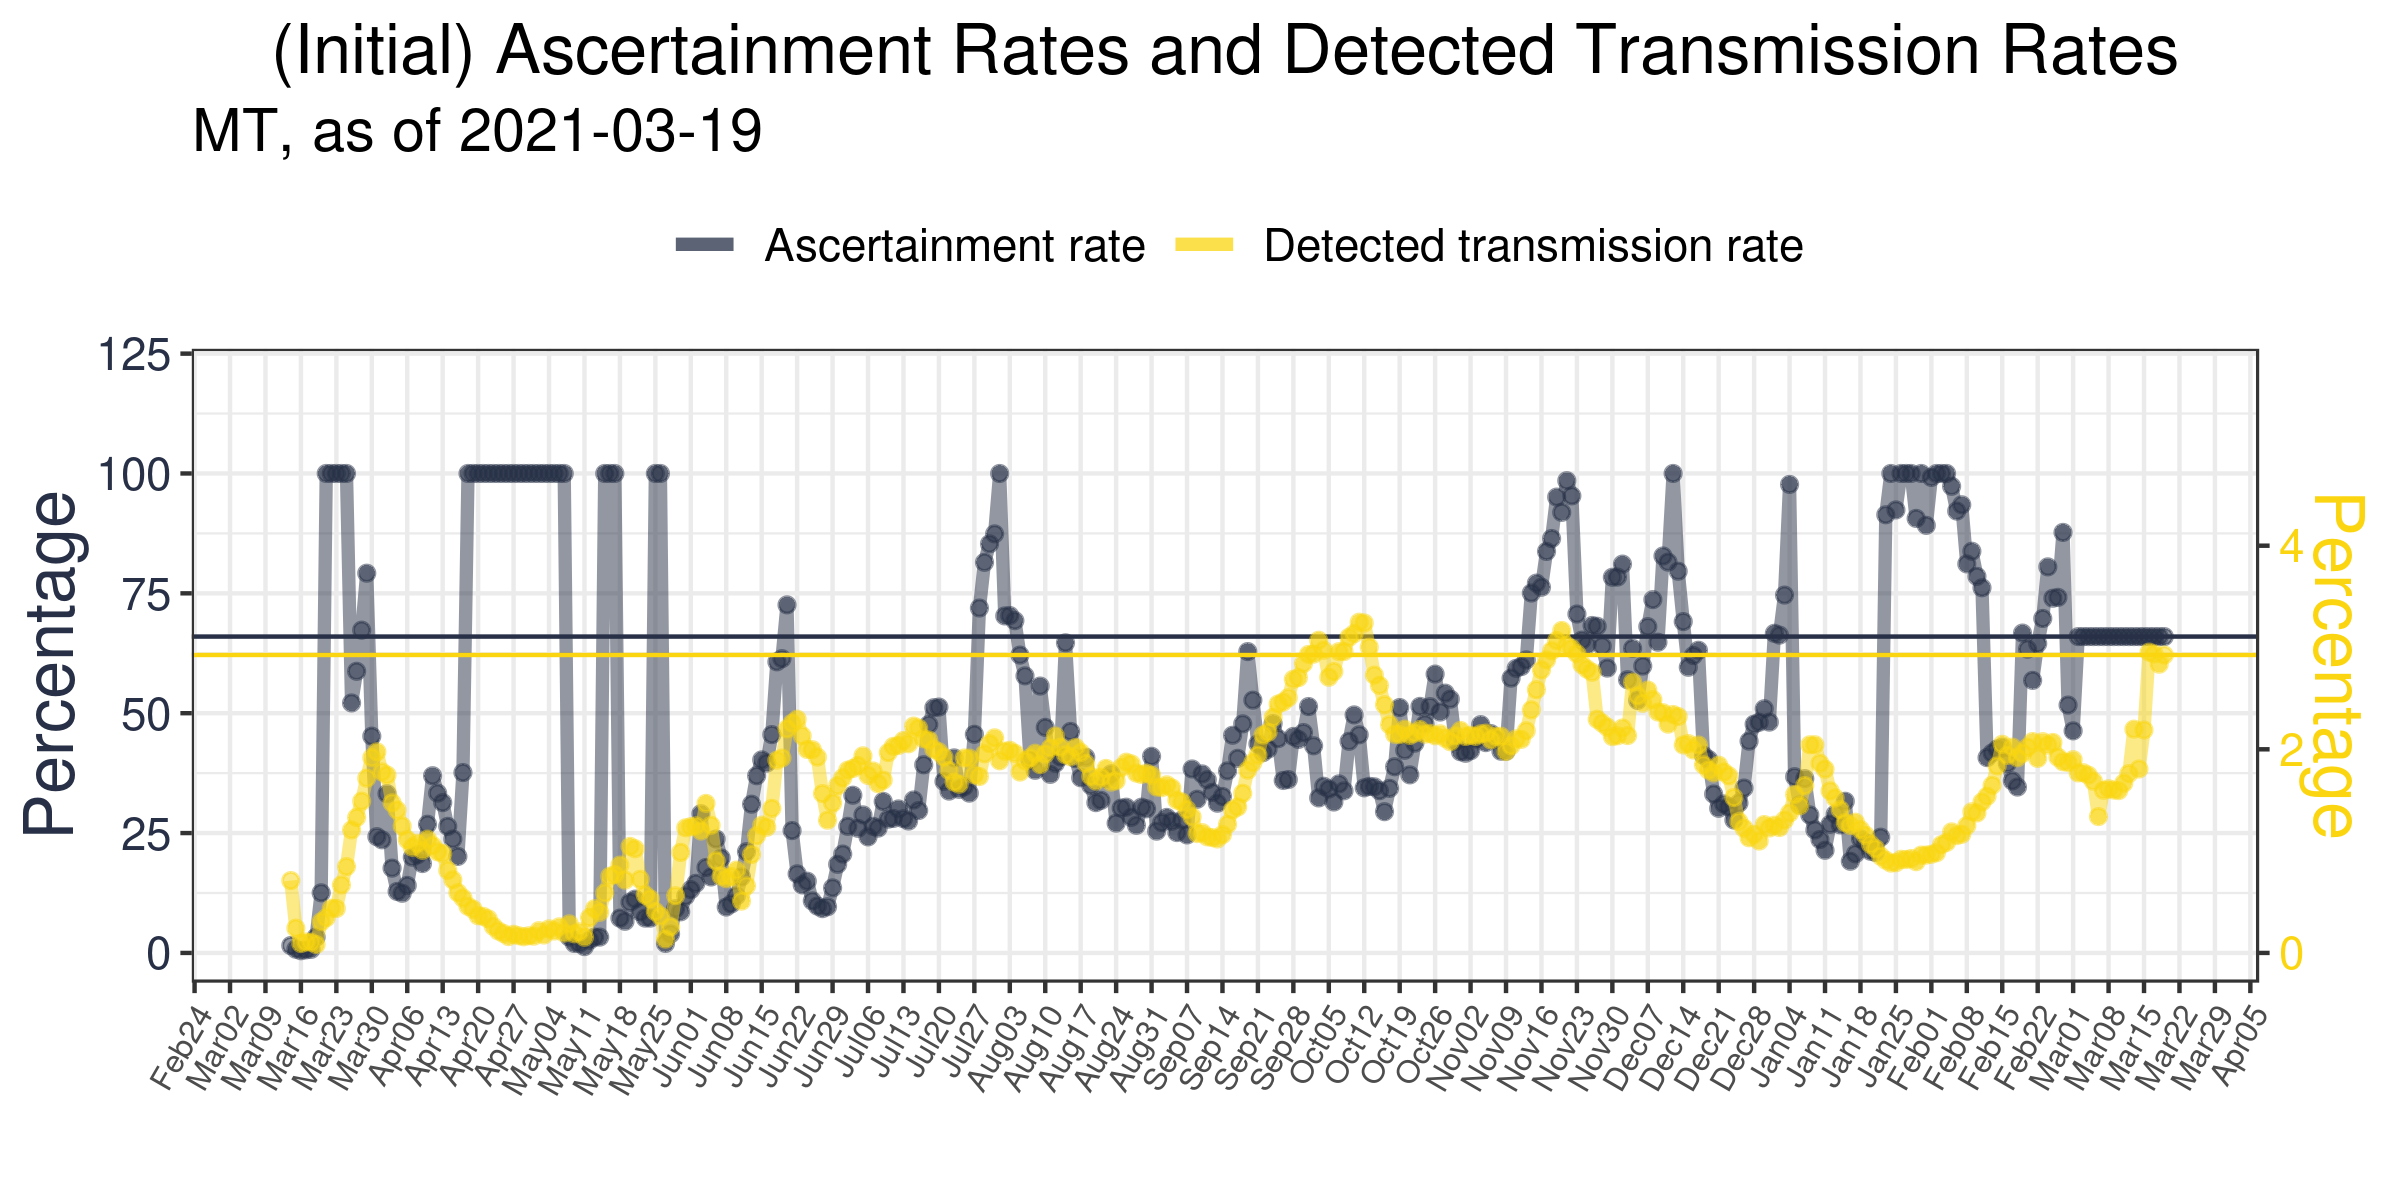 (Initial) Ascertainment Rates and Detected Transmission Rates
MT, as of 2021-03-19
Ascertainment rate
Detected transmission rate
Percentage
125
100
75
50
25
0
4
2
0
Percentage
Feb24
Mar02
Mar09
Mar16
Mar23
Mar30
Apr06
Apr13
Apr20
Apr27
May04
May11
May18
May25
Jun01
Jun08
Jun15
Jun22
Jun29
Jul06
Jul13
Jul20
Jul27
Aug03
Aug10
Aug17
Aug24
Aug31
Sep07
Sep14
Sep21
Sep28
Oct05
Oct12
Oct19
Oct26
Nov02
Nov09
Nov16
Nov23
Nov30
Dec07
Dec14
Dec21
Dec28
Jan04
Jan11
Jan18
Jan25
Feb01
Feb08
Feb15
Feb22
Mar01
Mar08
Mar15
Mar22
Mar29
Apr05